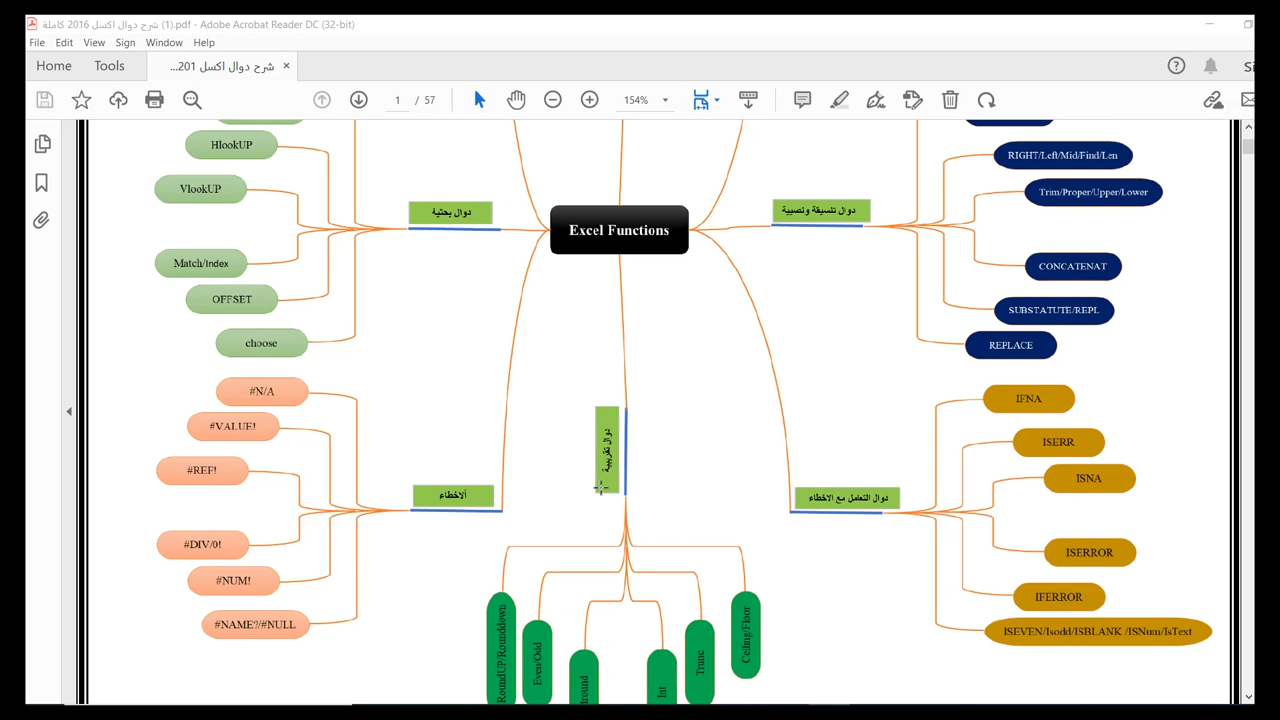 شرح دوال اكسل 2016 كاملة (1).pdf - Adobe Acrobat Reader DC (32-bit)
File Edit View Sign Window Help
Home Tools شرح دوال اكسل 201... ×
1 / 57 154%
HlookUP
VlookUP
دوال بحثية
Match/Index
OFFSET
choose
Excel Functions
دوال تنسيقة ونصيية
RIGHT/Left/Mid/Find/Len
Trim/Proper/Upper/Lower
CONCATENAT
SUBSTATUTE/REPL
REPLACE
#N/A
#VALUE!
#REF!
ألاخطاء
#DIV/0!
#NUM!
#NAME?/#NULL
دوال تقريبية
RoundUP/Rounddown
Even/Odd
Int
Trunc
Ceiling/Floor
دوال التعامل مع الاخطاء
IFNA
ISERR
ISNA
ISERROR
IFERROR
ISEVEN/Isodd/ISBLANK /ISNum/IsText